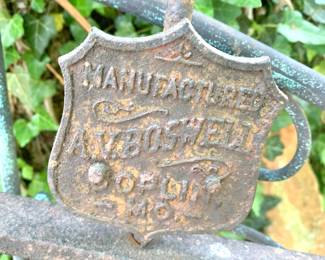 MANUFACTURED
A.V. BOSWELL
JOPLIN,
MO.